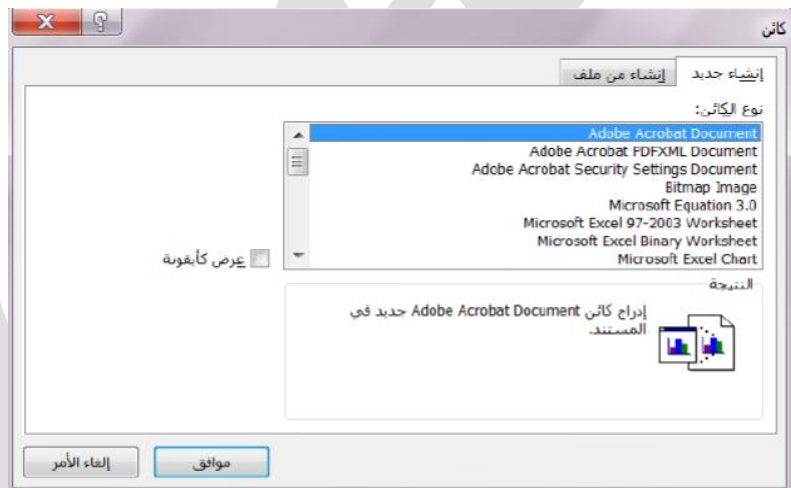 كائن
إنشاء جديد
إنشاء من ملف
نوع الكائن:
Adobe Acrobat Document
Adobe Acrobat PDFXML Document
Adobe Acrobat Security Settings Document
Bitmap Image
Microsoft Equation 3.0
Microsoft Excel 97-2003 Worksheet
Microsoft Excel Binary Worksheet
Microsoft Excel Chart
عرض كأيقونة
النتيجة
إدراج كائن Adobe Acrobat Document جديد في
المستند.
موافق
إلغاء الأمر